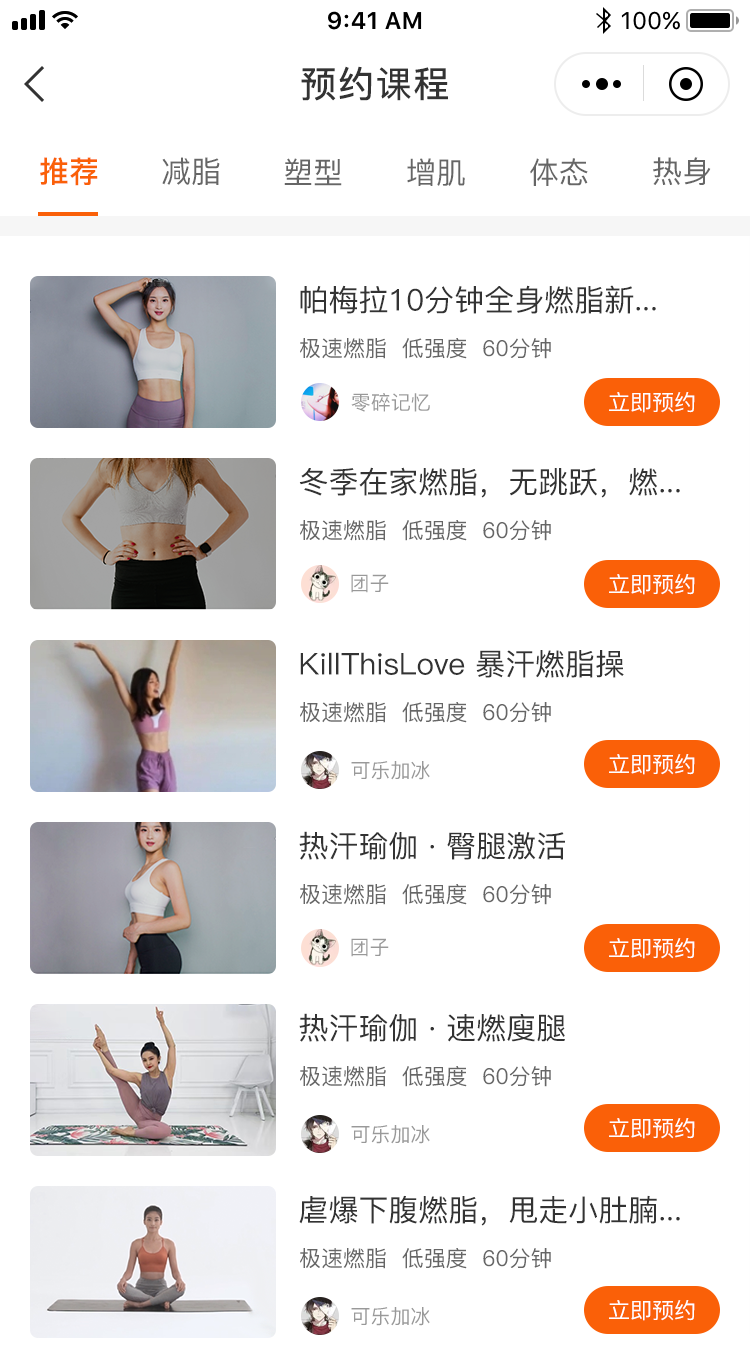 9:41 AM 100%
预约课程
推荐 减脂 塑型 增肌 体态 热身
帕梅拉10分钟全身燃脂新...
极速燃脂 低强度 60分钟
零碎记忆 立即预约
冬季在家燃脂，无跳跃，燃...
极速燃脂 低强度 60分钟
团子 立即预约
KillThisLove 暴汗燃脂操
极速燃脂 低强度 60分钟
可乐加冰 立即预约
热汗瑜伽 · 臀腿激活
极速燃脂 低强度 60分钟
团子 立即预约
热汗瑜伽 · 速燃廋腿
极速燃脂 低强度 60分钟
可乐加冰 立即预约
虐爆下腹燃脂，甩走小肚腩...
极速燃脂 低强度 60分钟
可乐加冰 立即预约